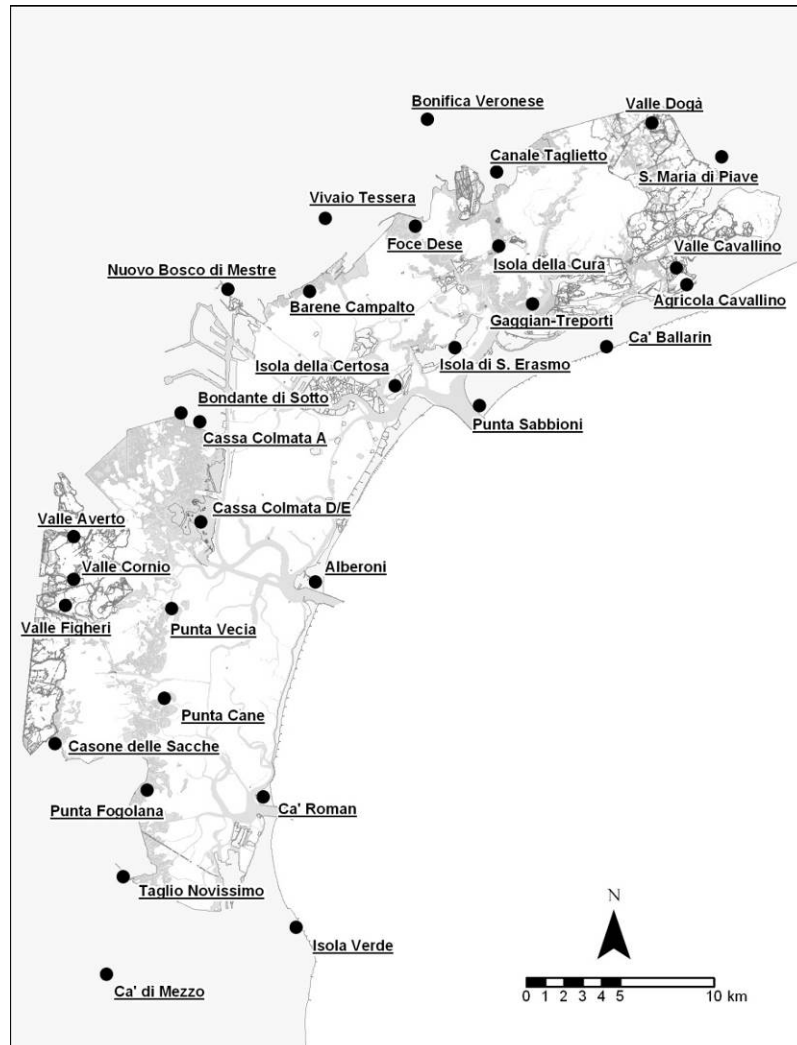 Bonifica Veronese
Valle Dogà
Canale Taglietto
S. Maria di Piave
Vivaio Tessera
Foce Dese
Valle Cavallino
Isola della Cura
Nuovo Bosco di Mestre
Agricola Cavallino
Barene Campalto
Gaggian-Treporti
Ca' Ballarin
Isola della Certosa
Isola di S. Erasmo
Bondante di Sotto
Punta Sabbioni
Cassa Colmata A
Valle Averto
Cassa Colmata D/E
Valle Cornio
Alberoni
Valle Figheri
Punta Vecia
Punta Cane
Casone delle Sacche
Punta Fogolana
Ca' Roman
Taglio Novissimo
N
Isola Verde
Ca' di Mezzo
0 1 2 3 4 5 10 km